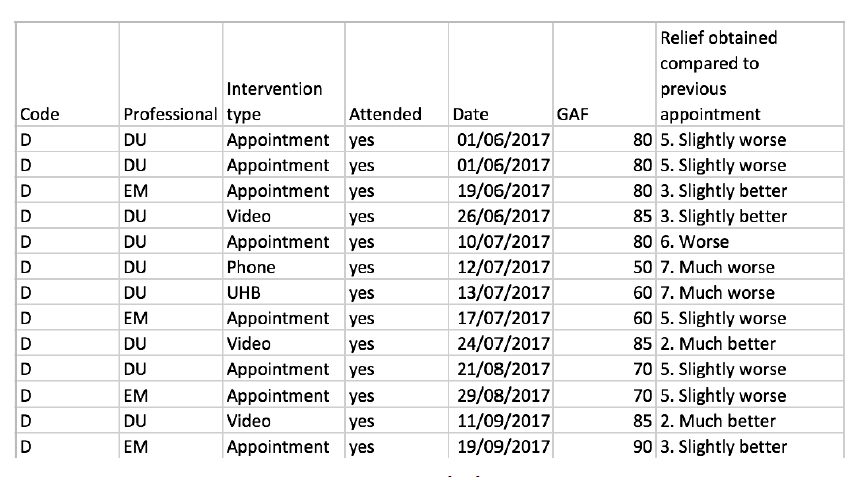 Code Professional Intervention type Attended Date GAF Relief obtained compared to previous appointment
D DU Appointment yes 01/06/2017 80 5. Slightly worse
D DU Appointment yes 01/06/2017 80 5. Slightly worse
D EM Appointment yes 19/06/2017 80 3. Slightly better
D DU Video yes 26/06/2017 85 3. Slightly better
D DU Appointment yes 10/07/2017 80 6. Worse
D DU Phone yes 12/07/2017 50 7. Much worse
D DU UHB yes 13/07/2017 60 7. Much worse
D EM Appointment yes 17/07/2017 60 5. Slightly worse
D DU Video yes 24/07/2017 85 2. Much better
D DU Appointment yes 21/08/2017 70 5. Slightly worse
D EM Appointment yes 29/08/2017 70 5. Slightly worse
D DU Video yes 11/09/2017 85 2. Much better
D EM Appointment yes 19/09/2017 90 3. Slightly better